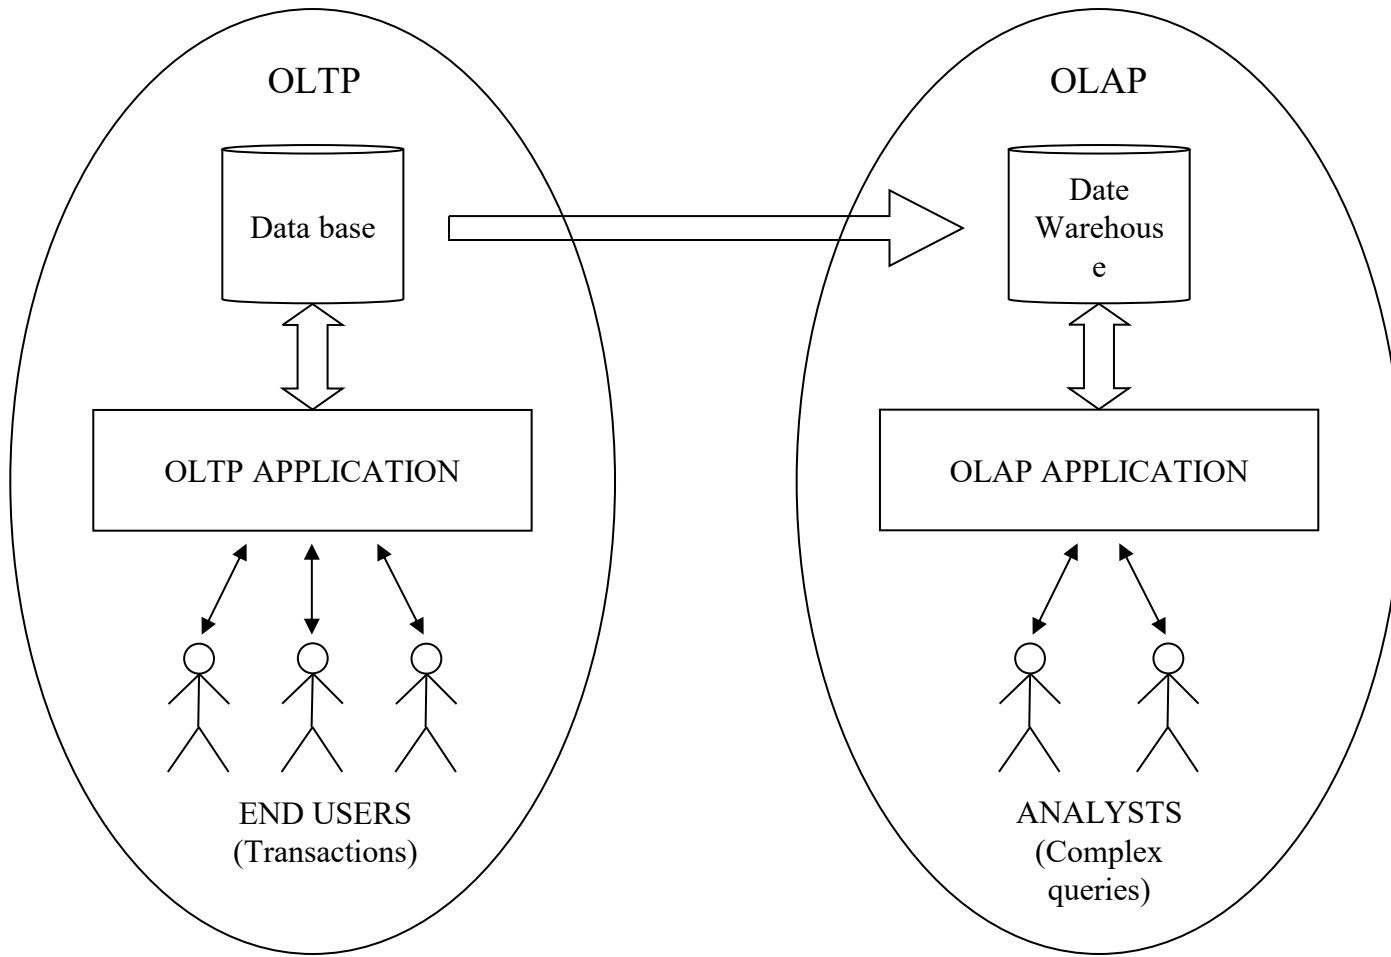 OLTP
Data base
OLTP APPLICATION
END USERS
(Transactions)
OLAP
Date
Warehous
e
OLAP APPLICATION
ANALYSTS
(Complex
queries)